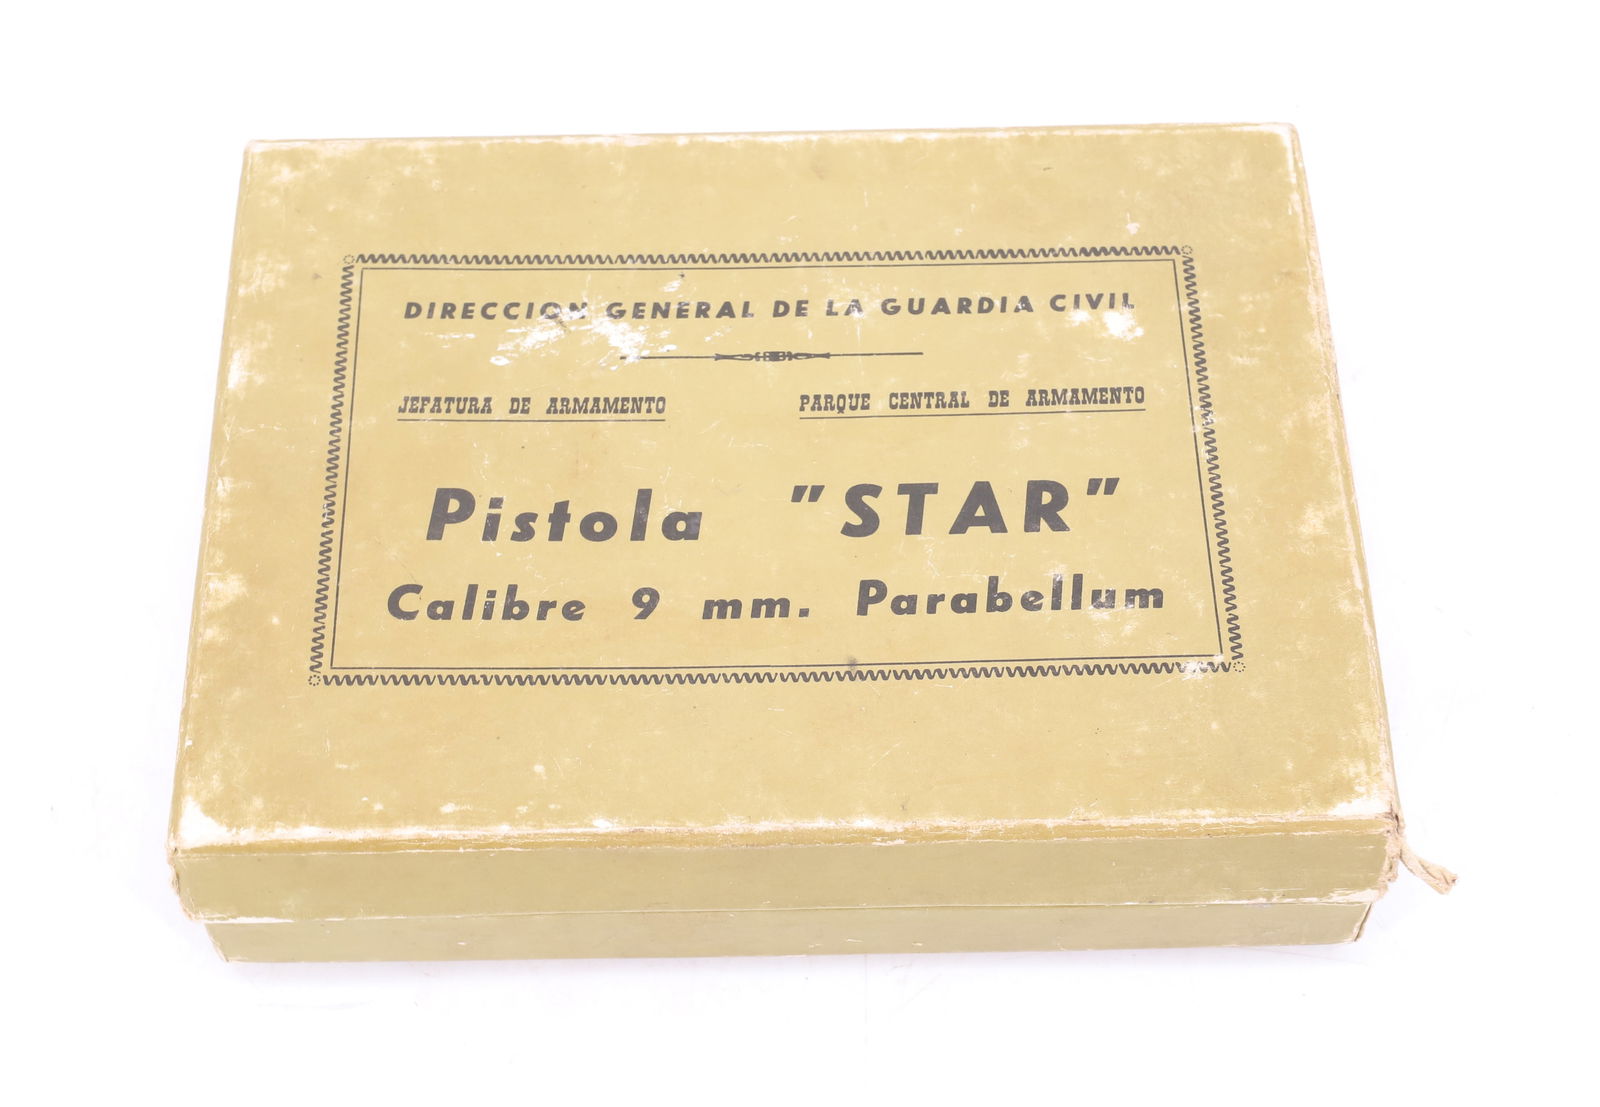 DIRECCION GENERAL DE LA GUARDIA CIVIL
JEFATURA DE ARMAMENTO PARQUE CENTRAL DE ARMAMENTO
Pistola "STAR"
Calibre 9 mm. Parabellum